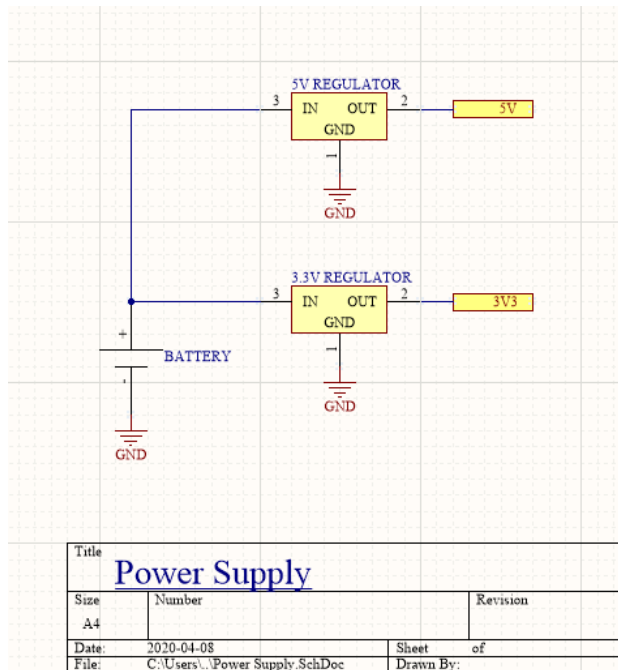 5V REGULATOR
3 IN OUT 2 5V
GND
1
GND
3.3V REGULATOR
3 IN OUT 2 3V3
GND
1
GND
+
BATTERY
-
GND
Title
Power Supply
Size Number Revision
A4
Date: 2020-04-08 Sheet of
File: C:\Users\..\Power Supply.SchDoc Drawn By: